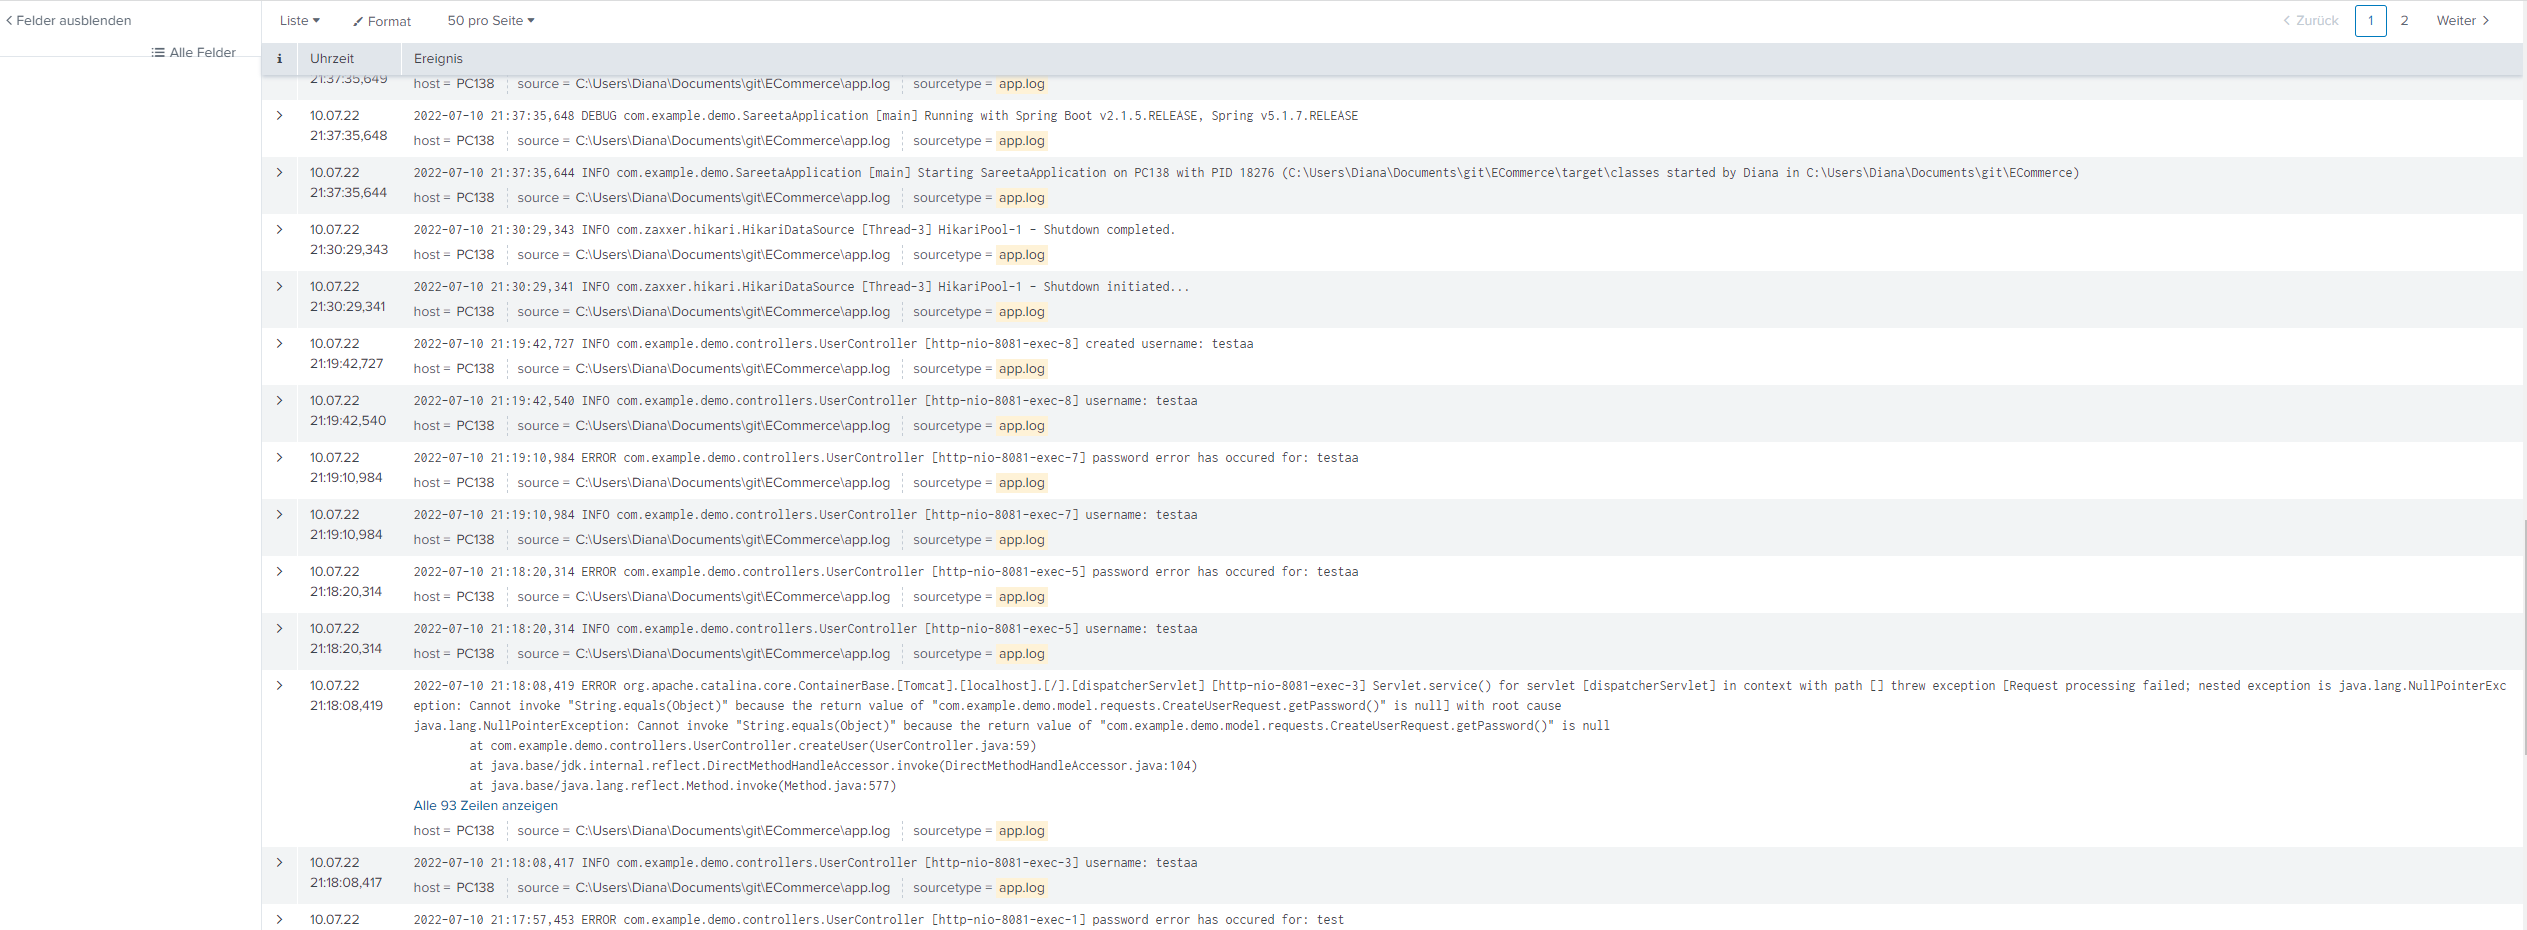 Felder ausblenden
Liste Format 50 pro Seite Zurück 1 2 Weiter
Alle Felder
i Uhrzeit Ereignis
21:37:35,649 host = PC138 source = C:\Users\Diana\Documents\git\ECommerce\app.log sourcetype = app.log
10.07.22 2022-07-10 21:37:35,648 DEBUG com.example.demo.SareetaApplication [main] Running with Spring Boot v2.1.5.RELEASE, Spring v5.1.7.RELEASE
21:37:35,648 host = PC138 source = C:\Users\Diana\Documents\git\ECommerce\app.log sourcetype = app.log
10.07.22 2022-07-10 21:37:35,644 INFO com.example.demo.SareetaApplication [main] Starting SareetaApplication on PC138 with PID 18276 (C:\Users\Diana\Documents\git\ECommerce\target\classes started by Diana in C:\Users\Diana\Documents\git\ECommerce)
21:37:35,644 host = PC138 source = C:\Users\Diana\Documents\git\ECommerce\app.log sourcetype = app.log
10.07.22 2022-07-10 21:30:29,343 INFO com.zaxxer.hikari.HikariDataSource [Thread-3] HikariPool-1 - Shutdown completed.
21:30:29,343 host = PC138 source = C:\Users\Diana\Documents\git\ECommerce\app.log sourcetype = app.log
10.07.22 2022-07-10 21:30:29,341 INFO com.zaxxer.hikari.HikariDataSource [Thread-3] HikariPool-1 - Shutdown initiated...
21:30:29,341 host = PC138 source = C:\Users\Diana\Documents\git\ECommerce\app.log sourcetype = app.log
10.07.22 2022-07-10 21:19:42,727 INFO com.example.demo.controllers.UserController [http-nio-8081-exec-8] created username: testaa
21:19:42,727 host = PC138 source = C:\Users\Diana\Documents\git\ECommerce\app.log sourcetype = app.log
10.07.22 2022-07-10 21:19:42,540 INFO com.example.demo.controllers.UserController [http-nio-8081-exec-8] username: testaa
21:19:42,540 host = PC138 source = C:\Users\Diana\Documents\git\ECommerce\app.log sourcetype = app.log
10.07.22 2022-07-10 21:19:10,984 ERROR com.example.demo.controllers.UserController [http-nio-8081-exec-7] password error has occured for: testaa
21:19:10,984 host = PC138 source = C:\Users\Diana\Documents\git\ECommerce\app.log sourcetype = app.log
10.07.22 2022-07-10 21:19:10,984 INFO com.example.demo.controllers.UserController [http-nio-8081-exec-7] username: testaa
21:19:10,984 host = PC138 source = C:\Users\Diana\Documents\git\ECommerce\app.log sourcetype = app.log
10.07.22 2022-07-10 21:18:20,314 ERROR com.example.demo.controllers.UserController [http-nio-8081-exec-5] password error has occured for: testaa
21:18:20,314 host = PC138 source = C:\Users\Diana\Documents\git\ECommerce\app.log sourcetype = app.log
10.07.22 2022-07-10 21:18:20,314 INFO com.example.demo.controllers.UserController [http-nio-8081-exec-5] username: testaa
21:18:20,314 host = PC138 source = C:\Users\Diana\Documents\git\ECommerce\app.log sourcetype = app.log
10.07.22 2022-07-10 21:18:08,419 ERROR org.apache.catalina.core.ContainerBase.[Tomcat].[localhost].[/].[dispatcherServlet] [http-nio-8081-exec-3] Servlet.service() for servlet [dispatcherServlet] in context with path [] threw exception [Request processing failed; nested exception is java.lang.NullPointerExc
21:18:08,419 eption: Cannot invoke "String.equals(Object)" because the return value of "com.example.demo.model.requests.CreateUserRequest.getPassword()" is null] with root cause
java.lang.NullPointerException: Cannot invoke "String.equals(Object)" because the return value of "com.example.demo.model.requests.CreateUserRequest.getPassword()" is null
at com.example.demo.controllers.UserController.createUser(UserController.java:59)
at java.base/jdk.internal.reflect.DirectMethodHandleAccessor.invoke(DirectMethodHandleAccessor.java:104)
at java.base/java.lang.reflect.Method.invoke(Method.java:577)
Alle 93 Zeilen anzeigen
host = PC138 source = C:\Users\Diana\Documents\git\ECommerce\app.log sourcetype = app.log
10.07.22 2022-07-10 21:18:08,417 INFO com.example.demo.controllers.UserController [http-nio-8081-exec-3] username: testaa
21:18:08,417 host = PC138 source = C:\Users\Diana\Documents\git\ECommerce\app.log sourcetype = app.log
10.07.22 2022-07-10 21:17:57,453 ERROR com.example.demo.controllers.UserController [http-nio-8081-exec-1] password error has occured for: test